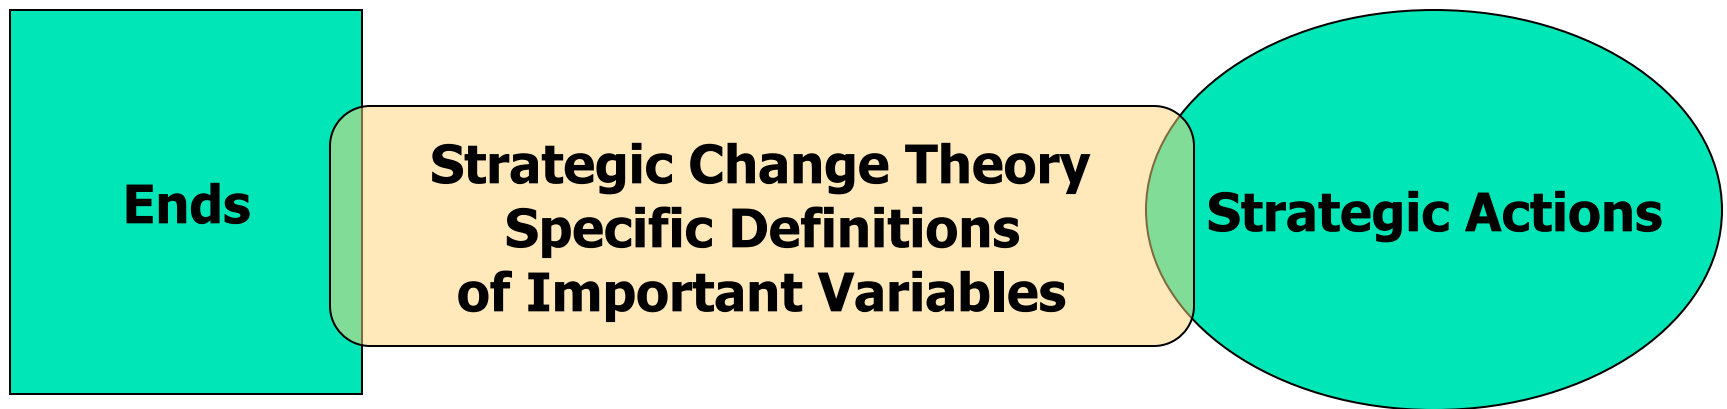 Ends
Strategic Change Theory
Specific Definitions
of Important Variables
Strategic Actions